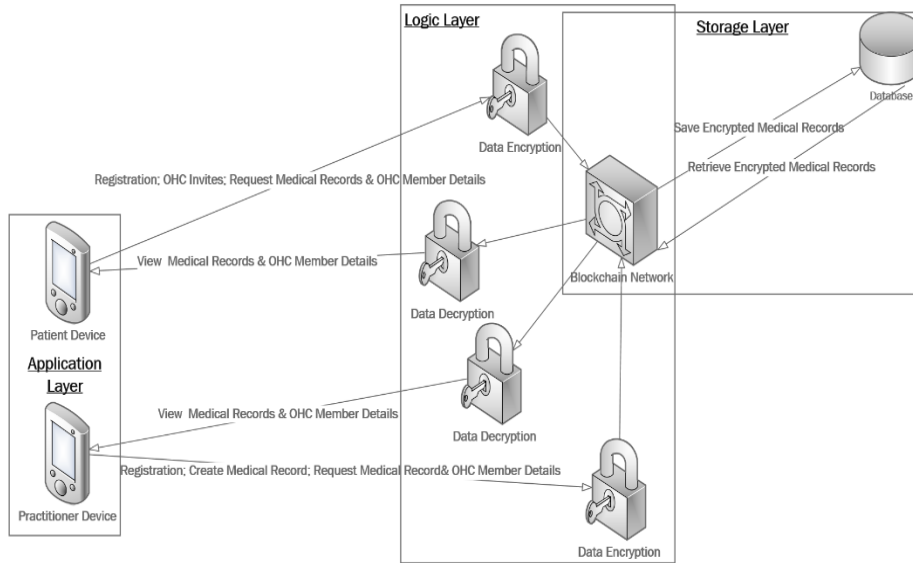 Logic Layer
Storage Layer
Database
Data Encryption
Save Encrypted Medical Records
Retrieve Encrypted Medical Records
Registration; OHC Invites; Request Medical Records & OHC Member Details
View Medical Records & OHC Member Details
Blockchain Network
Data Decryption
Patient Device
Application
Layer
View Medical Records & OHC Member Details
Data Decryption
Registration; Create Medical Record; Request Medical Record& OHC Member Details
Practitioner Device
Data Encryption